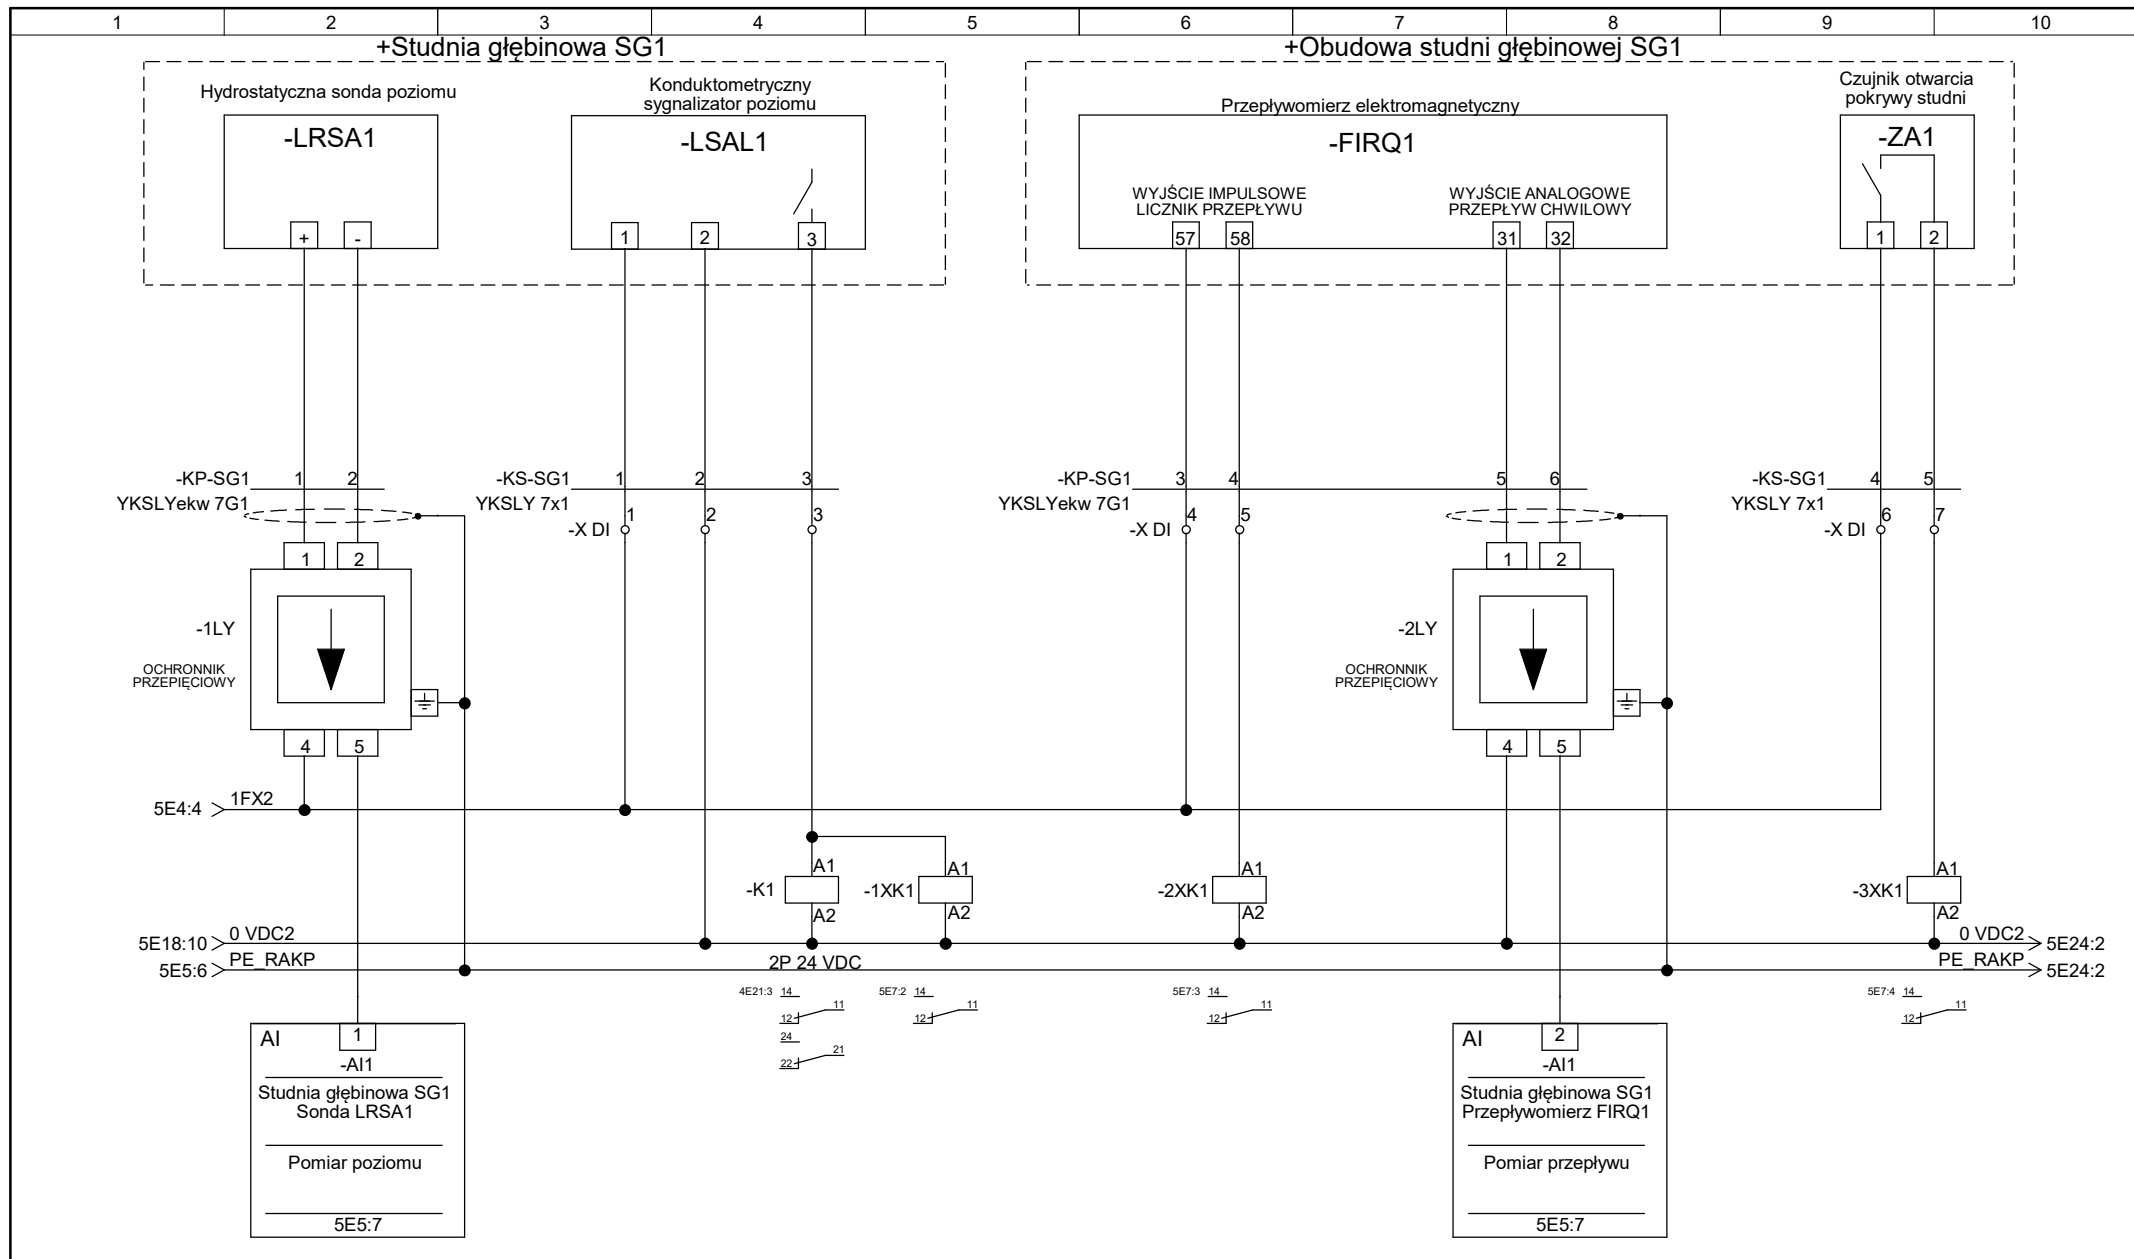 1 2 3 4 5 6 7 8 9 10
+Studnia głębinowa SG1
+Obudowa studni głębinowej SG1
Hydrostatyczna sonda poziomu
-LRSA1
+ -
Konduktometryczny
sygnalizator poziomu
-LSAL1
1 2 3
Przepływomierz elektromagnetyczny
-FIRQ1
WYJŚCIE IMPULSOWE
LICZNIK PRZEPŁYWU
57 58
WYJŚCIE ANALOGOWE
PRZEPŁYW CHWILOWY
31 32
Czujnik otwarcia
pokrywy studni
-ZA1
1 2
-KP-SG1 1 2
YKSLYekw 7G1
-KS-SG1 1 2 3
YKSLY 7x1
-X DI 1 2 3
-KP-SG1 3 4 5 6
YKSLYekw 7G1
-X DI 4 5
-KS-SG1 4 5
YKSLY 7x1
-X DI 6 7
1 2
-1LY
OCHRONNIK
PRZEPIĘCIOWY
4 5
1 2
-2LY
OCHRONNIK
PRZEPIĘCIOWY
4 5
5E4:4 1FX2
-K1 A1
A2
-1XK1 A1
A2
-2XK1 A1
A2
-3XK1 A1
A2
5E18:10 0 VDC2
0 VDC2 5E24:2
5E5:6 PE_RAKP
2P 24 VDC
PE_RAKP 5E24:2
4E21:3 14
11
12
24
21
22
5E7:2 14
11
12
5E7:3 14
11
12
5E7:4 14
11
12
AI 1
-AI1
Studnia głębinowa SG1
Sonda LRSA1
Pomiar poziomu
5E5:7
AI 2
-AI1
Studnia głębinowa SG1
Przepływomierz FIRQ1
Pomiar przepływu
5E5:7